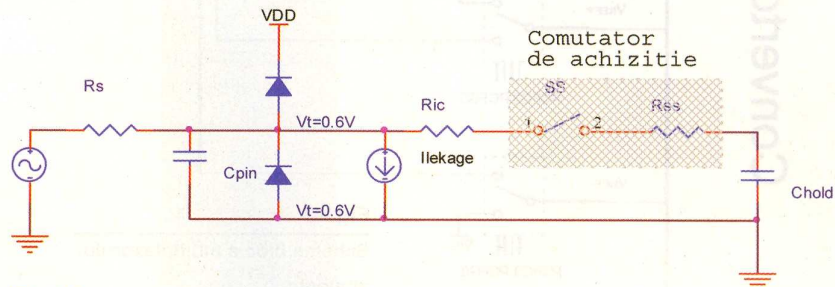 VDD
Comutator
de achizitie
Rs
SS
Rss
Vt=0.6V
Ric
1
2
Cpin
Ilekage
Chold
Vt=0.6V